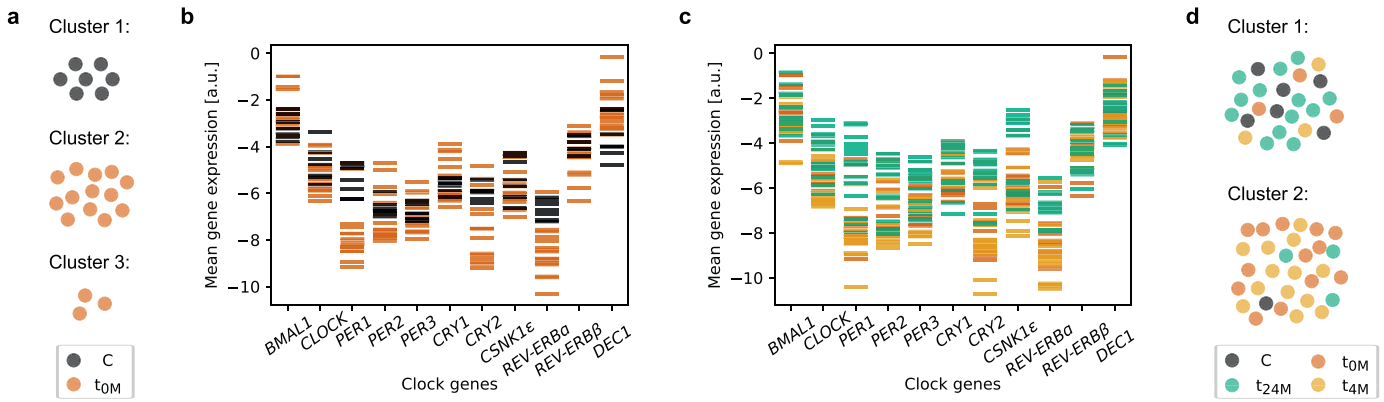 a
Cluster 1:
Cluster 2:
Cluster 3:
C
t0M
b
Mean gene expression [a.u.]
0
−2
−4
−6
−8
−10
BMAL1
CLOCK
PER1
PER2
PER3
CRY1
CRY2
CSNK1ε
REV-ERBα
REV-ERBβ
DEC1
Clock genes
c
Mean gene expression [a.u.]
0
−2
−4
−6
−8
−10
BMAL1
CLOCK
PER1
PER2
PER3
CRY1
CRY2
CSNK1ε
REV-ERBα
REV-ERBβ
DEC1
Clock genes
d
Cluster 1:
Cluster 2:
C t0M
t24M t4M